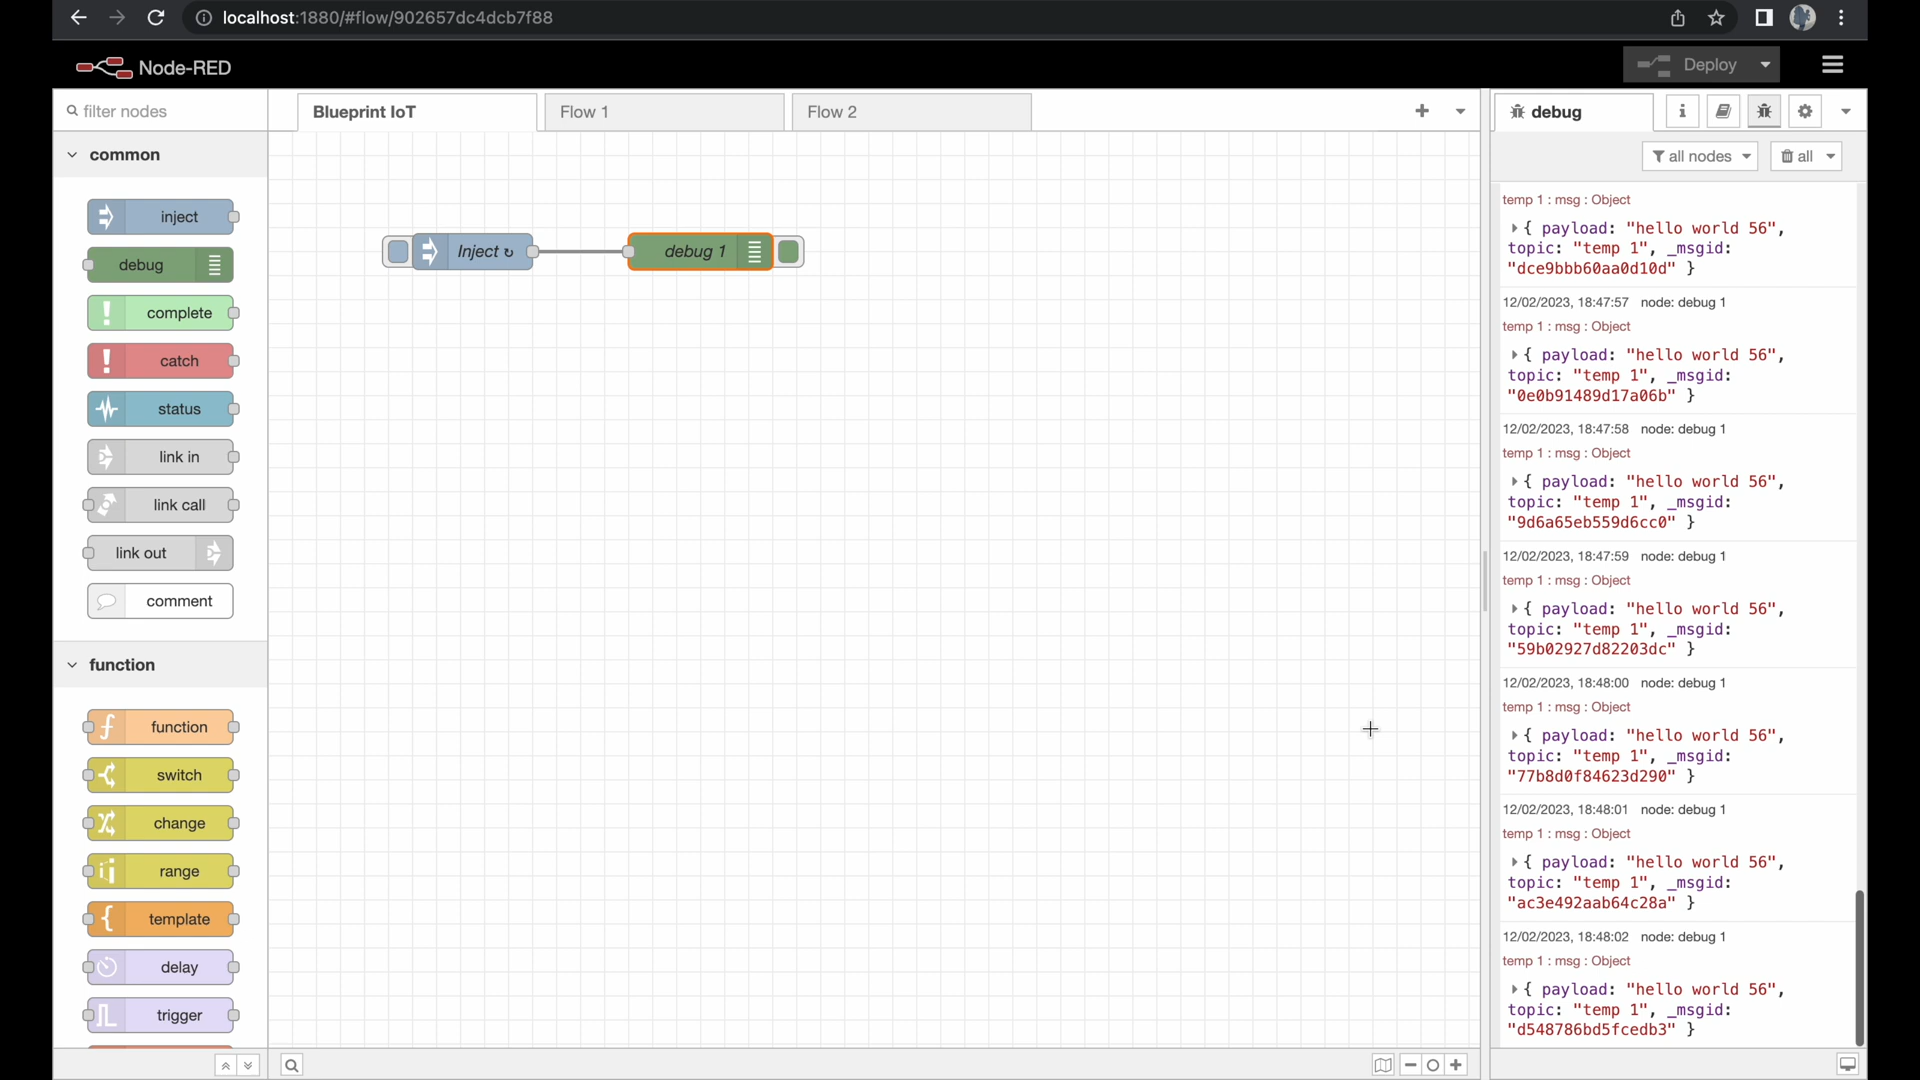 localhost:1880/#flow/902657dc4dcb7f88
Node-RED
Deploy
filter nodes
Blueprint IoT
Flow 1
Flow 2
debug
all nodes
all
common
inject
debug
complete
catch
status
link in
link call
link out
comment
function
function
switch
change
range
template
delay
trigger
Inject ↻
debug 1
temp 1 : msg : Object
{ payload: "hello world 56",
topic: "temp 1", _msgid:
"dce9bbb60aa0d10d" }
12/02/2023, 18:47:57 node: debug 1
temp 1 : msg : Object
{ payload: "hello world 56",
topic: "temp 1", _msgid:
"0e0b91489d17a06b" }
12/02/2023, 18:47:58 node: debug 1
temp 1 : msg : Object
{ payload: "hello world 56",
topic: "temp 1", _msgid:
"9d6a65eb559d6cc0" }
12/02/2023, 18:47:59 node: debug 1
temp 1 : msg : Object
{ payload: "hello world 56",
topic: "temp 1", _msgid:
"59b02927d82203dc" }
12/02/2023, 18:48:00 node: debug 1
temp 1 : msg : Object
{ payload: "hello world 56",
topic: "temp 1", _msgid:
"77b8d0f84623d290" }
12/02/2023, 18:48:01 node: debug 1
temp 1 : msg : Object
{ payload: "hello world 56",
topic: "temp 1", _msgid:
"ac3e492aab64c28a" }
12/02/2023, 18:48:02 node: debug 1
temp 1 : msg : Object
{ payload: "hello world 56",
topic: "temp 1", _msgid:
"d548786bd5fcedb3" }